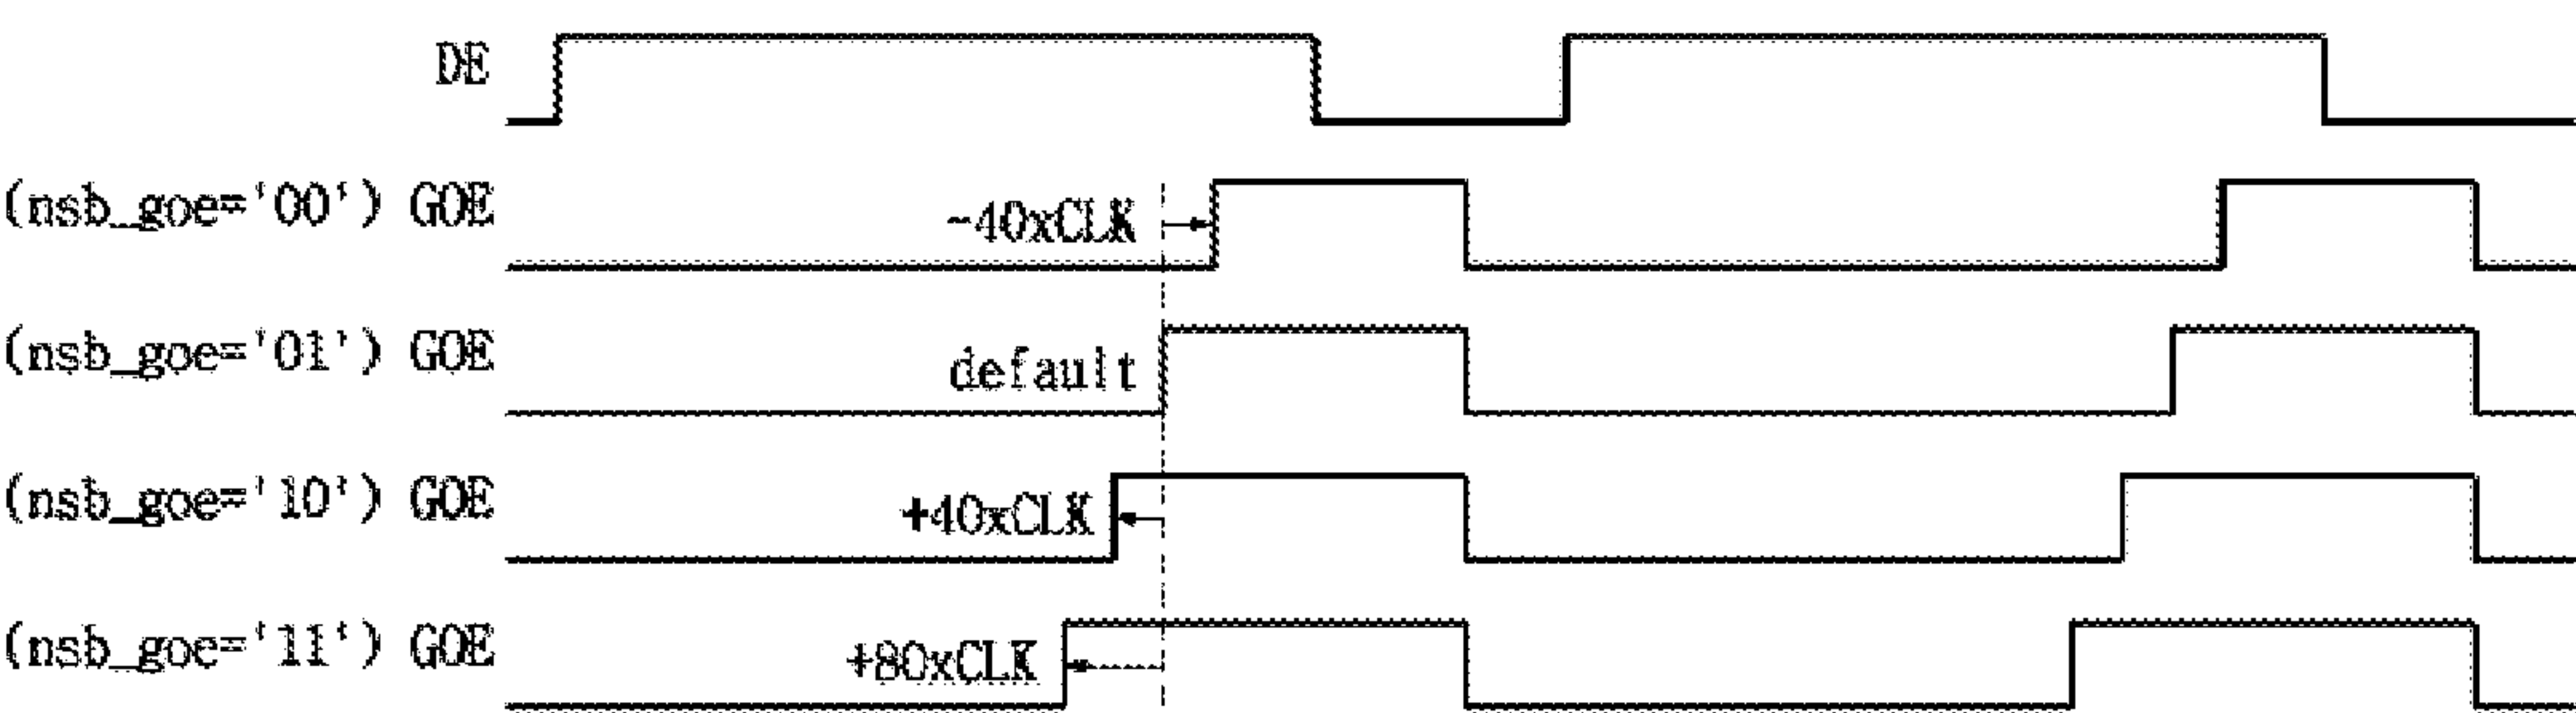 DE
(nsb_goe='00') GOE
-40xCLK
(nsb_goe='01') GOE
default
(nsb_goe='10') GOE
+40xCLK
(nsb_goe='11') GOE
+80xCLK